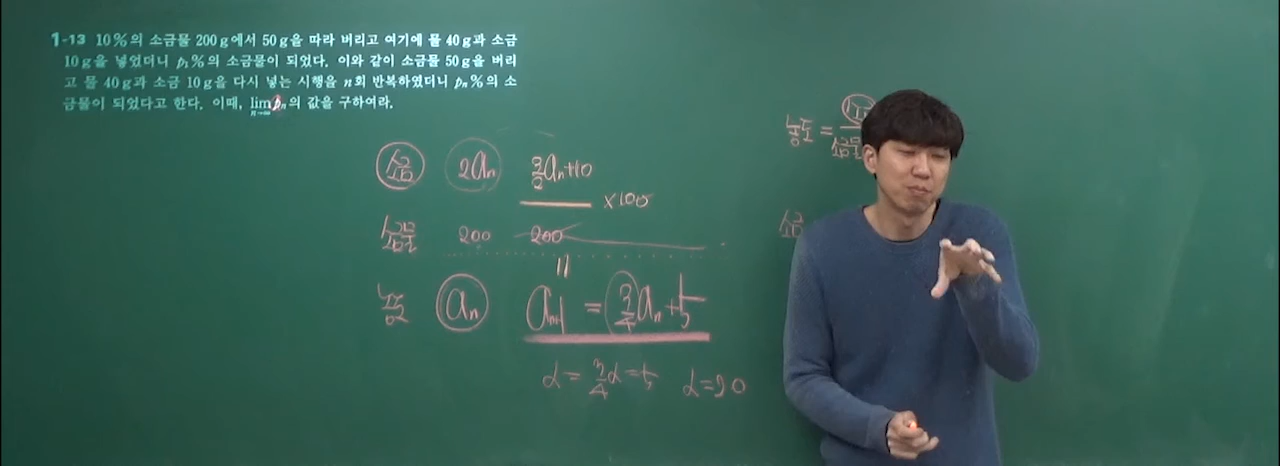 1-13 10%의 소금물 200g에서 50g을 따라 버리고 여기에 물 40g과 소금
10g을 넣었더니 p₁%의 소금물이 되었다. 이와 같이 소금물 50g을 버리
고 물 40g과 소금 10g을 다시 넣는 시행을 n회 반복하였더니 pₙ%의 소
금물이 되었다고 한다. 이때, lim pₙ의 값을 구하여라.
n→∞
농도 =
소금물
소금 2aₙ 3/2 aₙ+10
×100
소금물 200 200
농도 aₙ aₙ₊₁ = 3/4 aₙ+5
α = 3/4 α = 5 α=20
소금